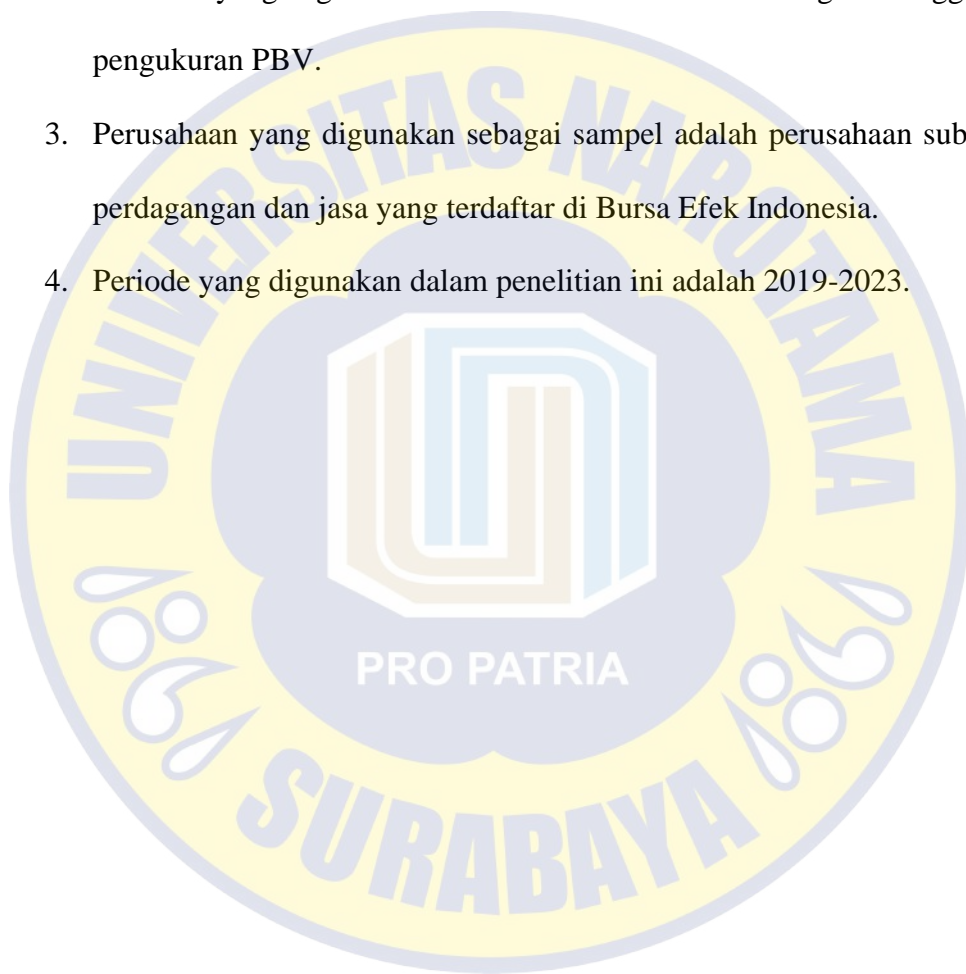 pengukuran PBV.
3. Perusahaan yang digunakan sebagai sampel adalah perusahaan sub
perdagangan dan jasa yang terdaftar di Bursa Efek Indonesia.
4. Periode yang digunakan dalam penelitian ini adalah 2019-2023.
UNIVERSITAS NAROTAMA
PRO PATRIA
SURABAYA